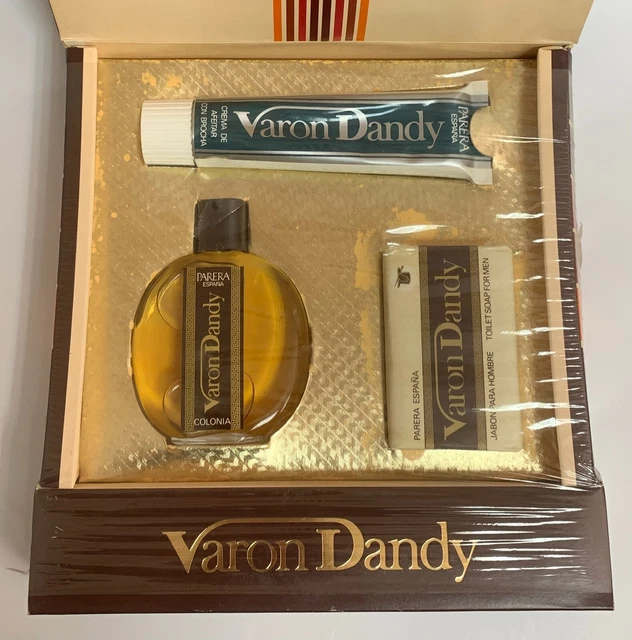 CREMA DE
AFEITAR
CON BROCHA
Varon Dandy
PARERA
ESPAÑA
PARERA
ESPAÑA
Varon Dandy
COLONIA
PARERA ESPAÑA
Varon Dandy
JABON PARA HOMBRE TOILET SOAP FOR MEN
Varon Dandy